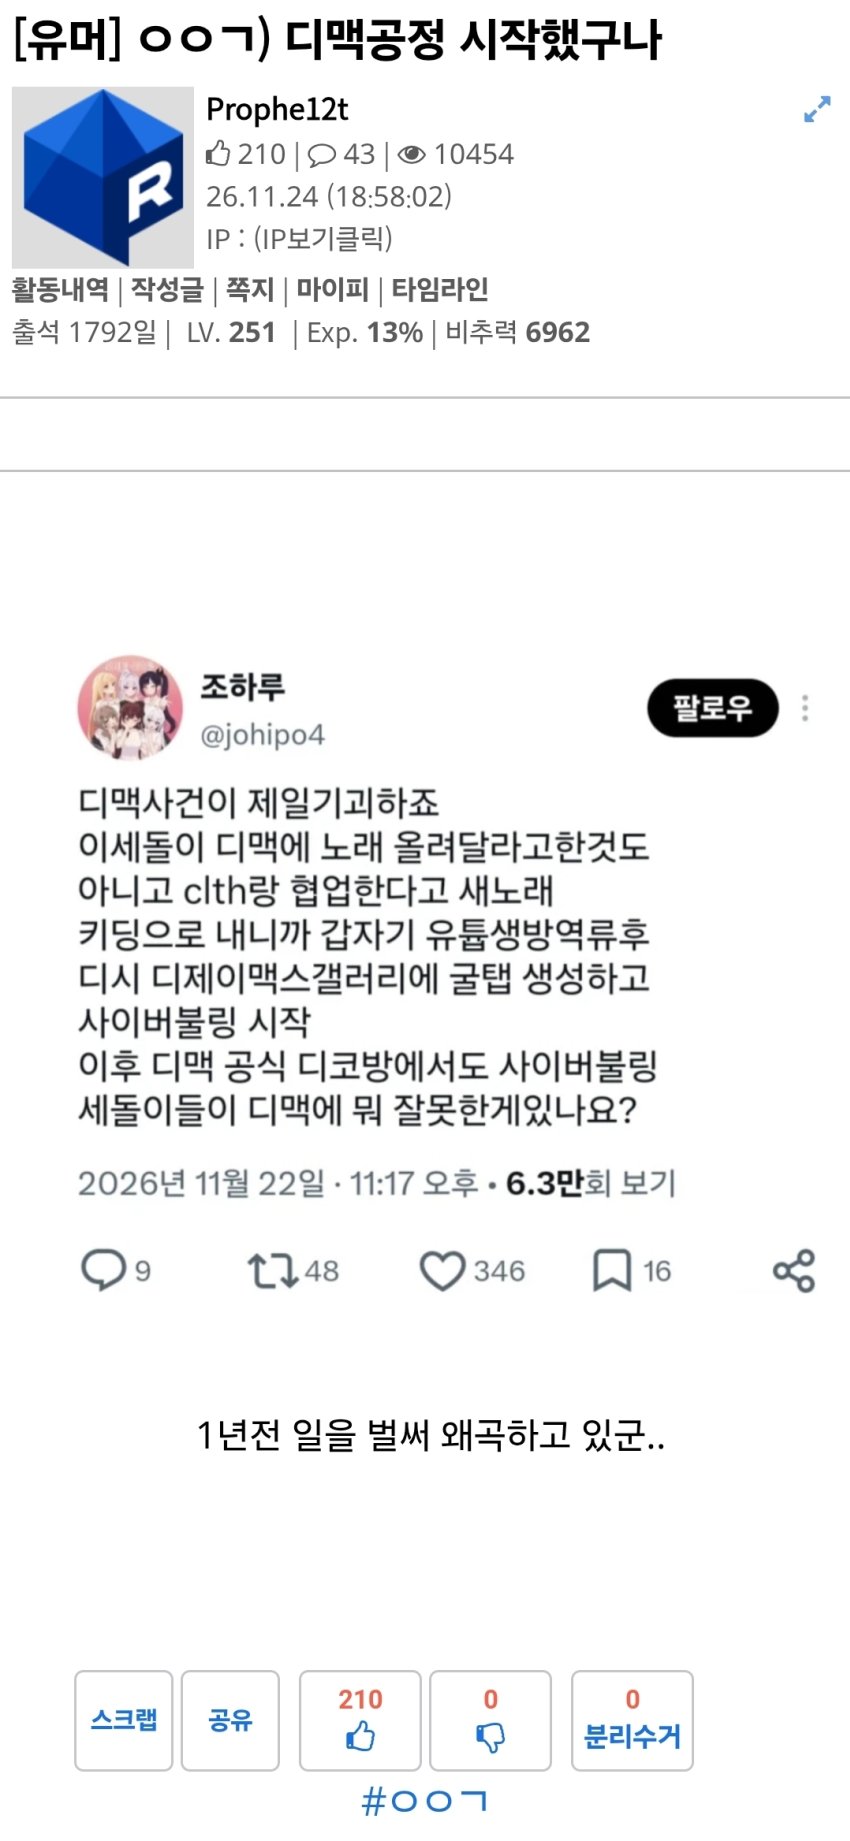 [유머] ㅇㅇㄱ) 디맥공정 시작했구나
Prophe12t
210 | 43 | 10454
26.11.24 (18:58:02)
IP : (IP보기클릭)
활동내역 | 작성글 | 쪽지 | 마이피 | 타임라인
출석 1792일 | LV. 251 | Exp. 13% | 비추력 6962
조하루
@johipo4
팔로우
디맥사건이 제일기괴하죠
이세돌이 디맥에 노래 올려달라고한것도
아니고 clth랑 협업한다고 새노래
키딩으로 내니까 갑자기 유튭생방역류후
디시 디제이맥스갤러리에 굴탭 생성하고
사이버불링 시작
이후 디맥 공식 디코방에서도 사이버불링
세돌이들이 디맥에 뭐 잘못한게있나요?
2026년 11월 22일 · 11:17 오후 • 6.3만회 보기
9 48 346 16
1년전 일을 벌써 왜곡하고 있군..
스크랩
공유
210
0
0
분리수거
#ㅇㅇㄱ